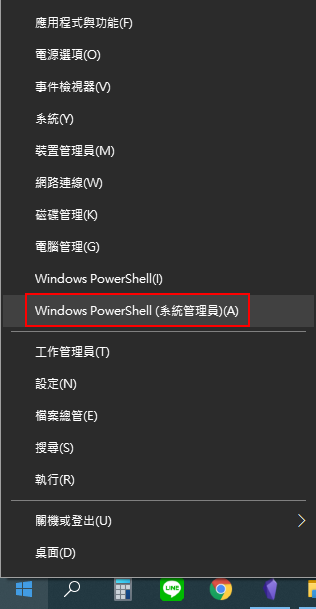 應用程式與功能(F)
電源選項(O)
事件檢視器(V)
系統(Y)
裝置管理員(M)
網路連線(W)
磁碟管理(K)
電腦管理(G)
Windows PowerShell(I)
Windows PowerShell (系統管理員)(A)
工作管理員(T)
設定(N)
檔案總管(E)
搜尋(S)
執行(R)
關機或登出(U)
桌面(D)
LINE